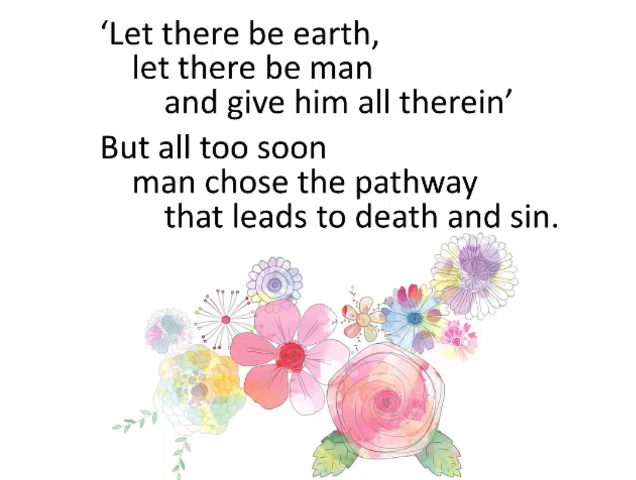 ‘Let there be earth,
let there be man
and give him all therein’
But all too soon
man chose the pathway
that leads to death and sin.